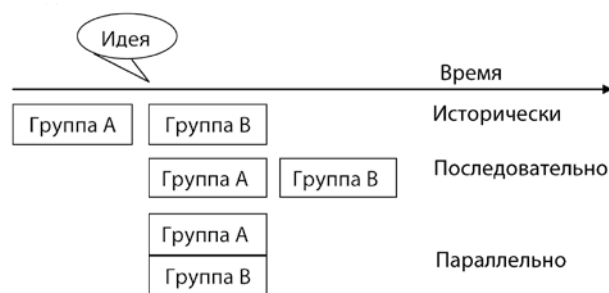 Идея
Время
Группа А Группа В Исторически
Группа А Группа В Последовательно
Группа А
Группа В Параллельно